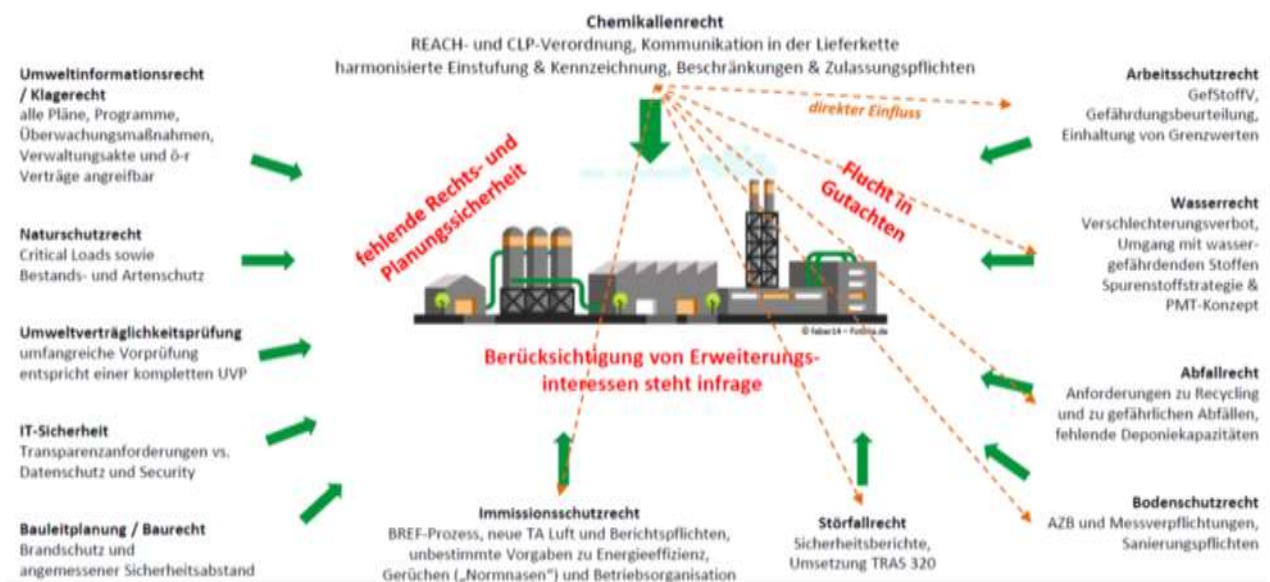 Chemikalienrecht
REACH- und CLP-Verordnung, Kommunikation in der Lieferkette
harmonisierte Einstufung & Kennzeichnung, Beschränkungen & Zulassungspflichten
Umweltinformationsrecht
/ Klagerecht
alle Pläne, Programme,
Überwachungsmaßnahmen,
Verwaltungsakte und ö-r
Verträge angreifbar
Naturschutzrecht
Critical Loads sowie
Bestands- und Artenschutz
Umweltverträglichkeitsprüfung
umfangreiche Vorprüfung
entspricht einer kompletten UVP
IT-Sicherheit
Transparenzanforderungen vs.
Datenschutz und Security
Bauleitplanung / Baurecht
Brandschutz und
angemessener Sicherheitsabstand
direkter Einfluss
fehlende Rechts- und
Planungssicherheit
Flucht in
Gutachten
© faber14 – Fotolia.de
Berücksichtigung von Erweiterungs-
interessen steht infrage
Immissionsschutzrecht
BREF-Prozess, neue TA Luft und Berichtspflichten,
unbestimmte Vorgaben zu Energieeffizienz,
Gerüchen („Normnasen“) und Betriebsorganisation
Störfallrecht
Sicherheitsberichte,
Umsetzung TRAS 320
Arbeitsschutzrecht
GefStoffV,
Gefährdungsbeurteilung,
Einhaltung von Grenzwerten
Wasserrecht
Verschlechterungsverbot,
Umgang mit wasser-
gefährdenden Stoffen
Spurenstoffstrategie &
PMT-Konzept
Abfallrecht
Anforderungen zu Recycling
und zu gefährlichen Abfällen,
fehlende Deponiekapazitäten
Bodenschutzrecht
AZB und Messverpflichtungen,
Sanierungspflichten